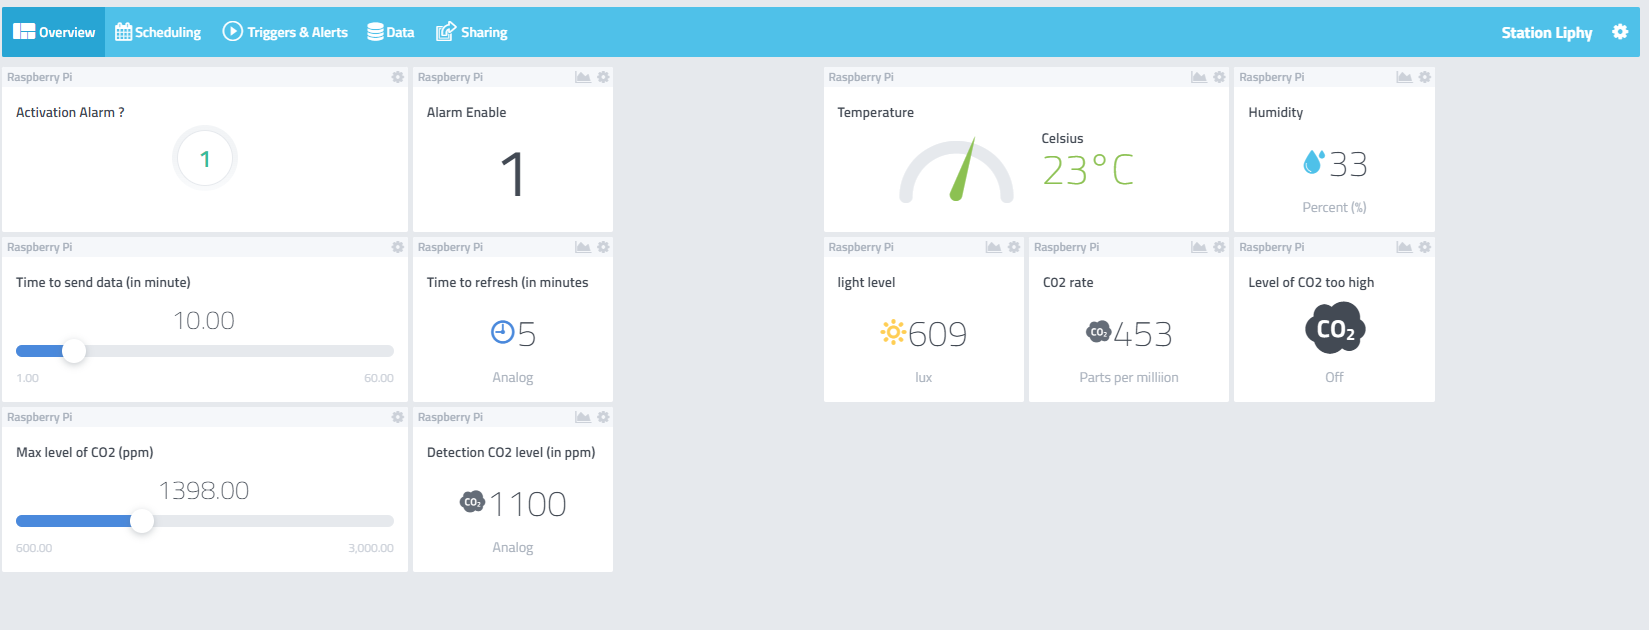 Overview Scheduling Triggers & Alerts Data Sharing Station Liphy
Raspberry Pi
Activation Alarm ?
1
Raspberry Pi
Alarm Enable
1
Raspberry Pi
Temperature
Celsius
23°C
Raspberry Pi
Humidity
33
Percent (%)
Raspberry Pi
Time to send data (in minute)
10.00
1.00 60.00
Raspberry Pi
Time to refresh (in minutes
5
Analog
Raspberry Pi
light level
609
lux
Raspberry Pi
CO2 rate
CO2 453
Parts per milliion
Raspberry Pi
Level of CO2 too high
CO2
Off
Raspberry Pi
Max level of CO2 (ppm)
1398.00
600.00 3,000.00
Raspberry Pi
Detection CO2 level (in ppm)
CO2 1100
Analog